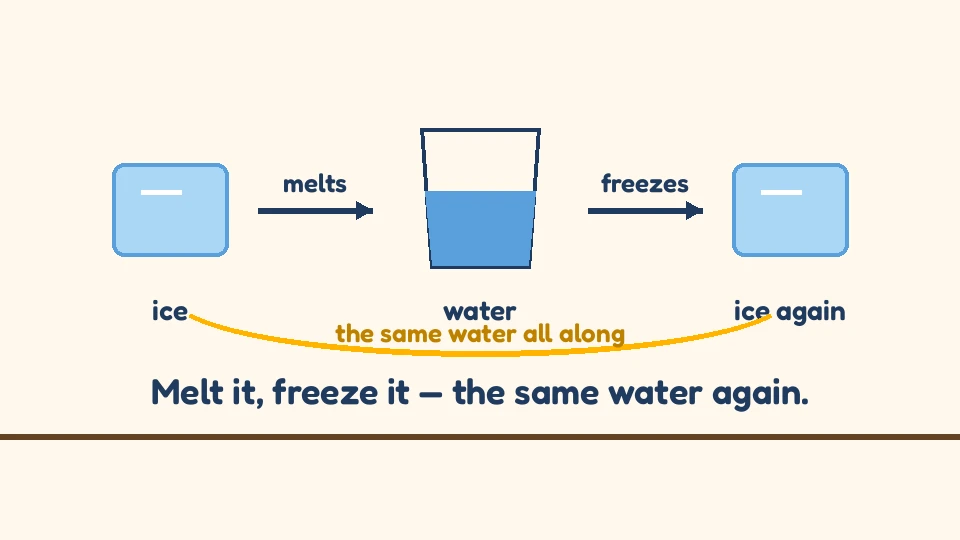 melts
freezes
ice
water
ice again
the same water all along
Melt it, freeze it — the same water again.